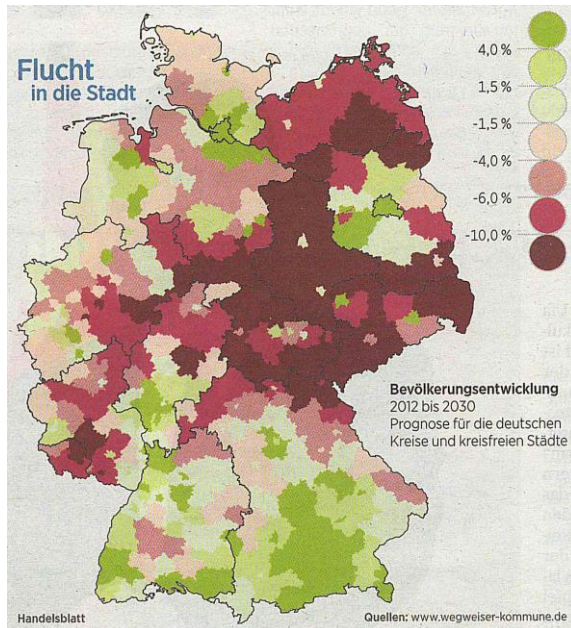 Flucht
in die Stadt
4,0 %
1,5 %
-1,5 %
-4,0 %
-6,0 %
-10,0 %
Bevölkerungsentwicklung
2012 bis 2030
Prognose für die deutschen
Kreise und kreisfreien Städte
Handelsblatt
Quellen: www.wegweiser-kommune.de